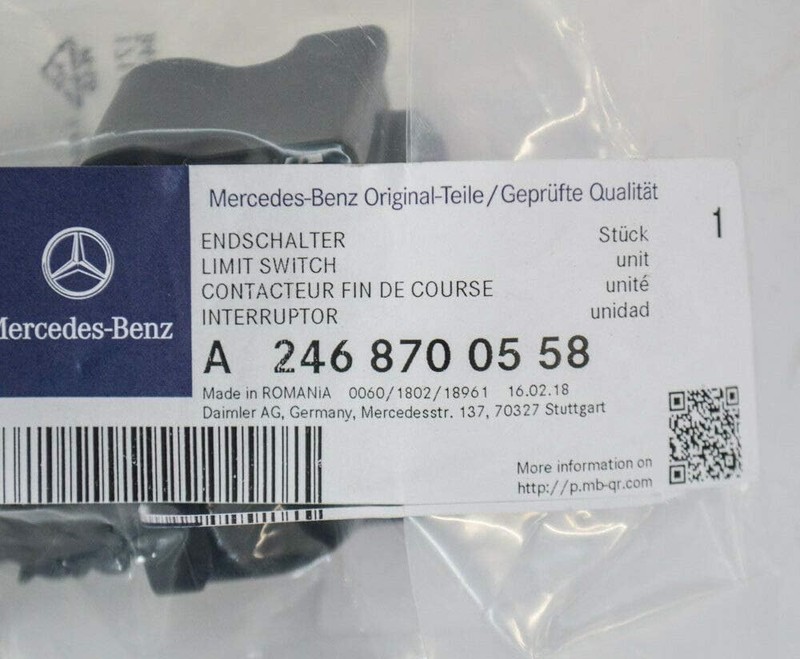 Mercedes-Benz Original-Teile/Geprüfte Qualität
1
ENDSCHALTER Stück
LIMIT SWITCH unit
CONTACTEUR FIN DE COURSE unité
INTERRUPTOR unidad
Mercedes-Benz
A 246 870 05 58
Made in ROMANiA 0060/1802/18961 16.02.18
Daimler AG, Germany, Mercedesstr. 137, 70327 Stuttgart
More information on
http://p.mb-qr.com